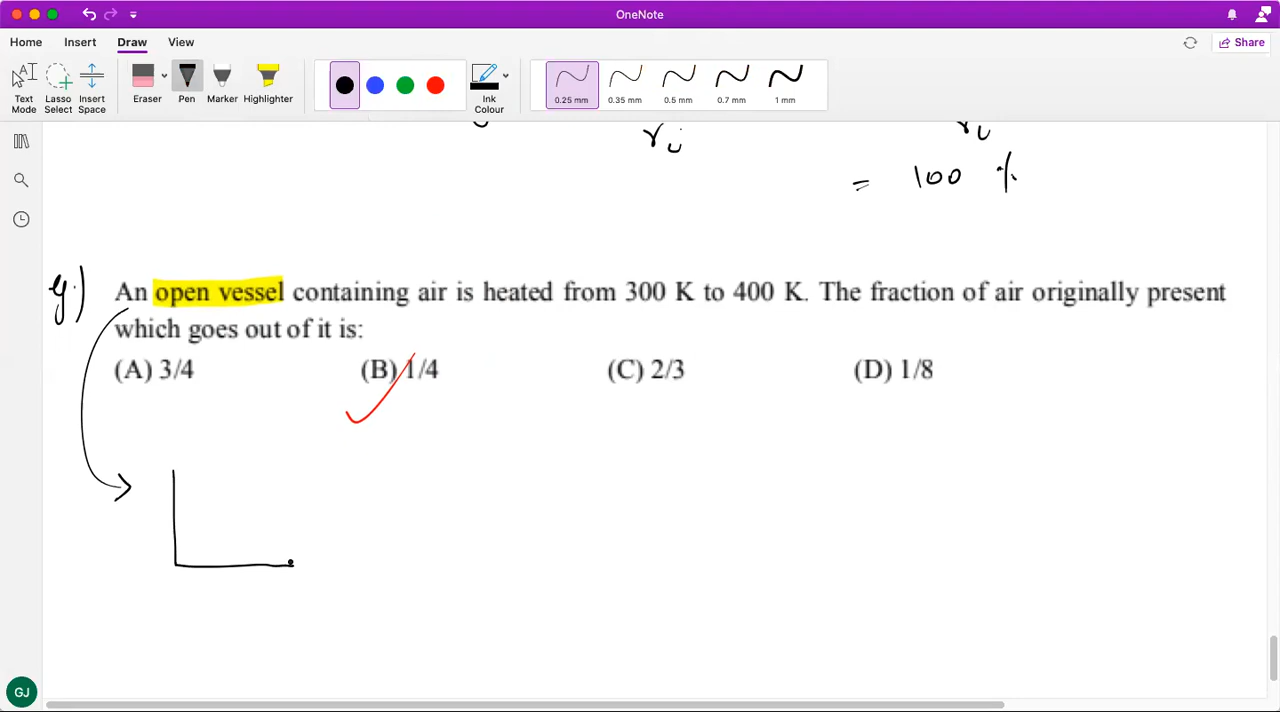 OneNote
Home Insert Draw View
Share
Text Mode
Lasso Select
Insert Space
Eraser
Pen
Marker
Highlighter
Ink Colour
0.25 mm
0.35 mm
0.5 mm
0.7 mm
1 mm
= 100 %
An open vessel containing air is heated from 300 K to 400 K. The fraction of air originally present
which goes out of it is:
(A) 3/4 (B) 1/4 (C) 2/3 (D) 1/8
GJ